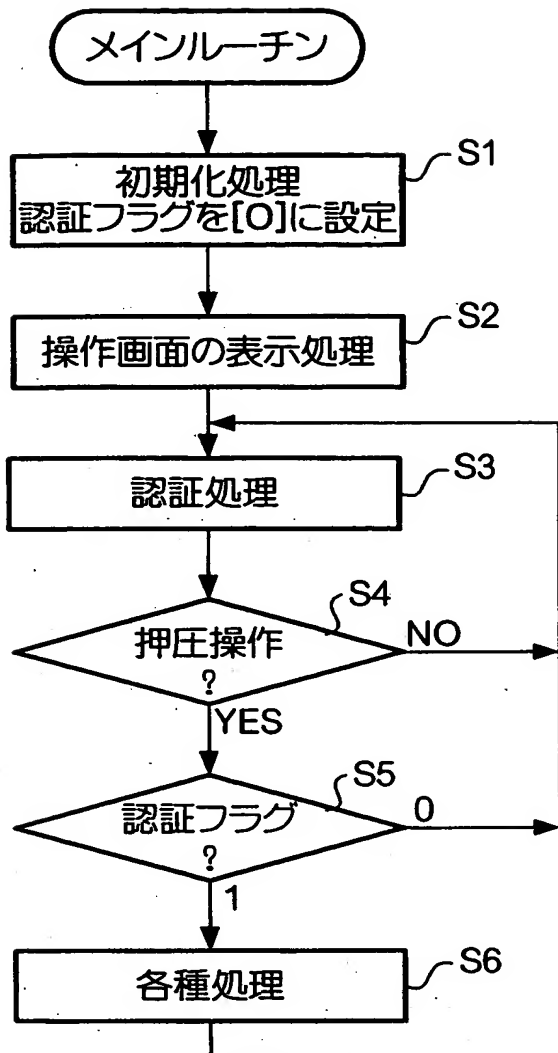 メインルーチン
S1
初期化処理
認証フラグを[0]に設定
S2
操作画面の表示処理
S3
認証処理
S4
押圧操作
?
NO
YES
S5
認証フラグ
?
0
1
S6
各種処理